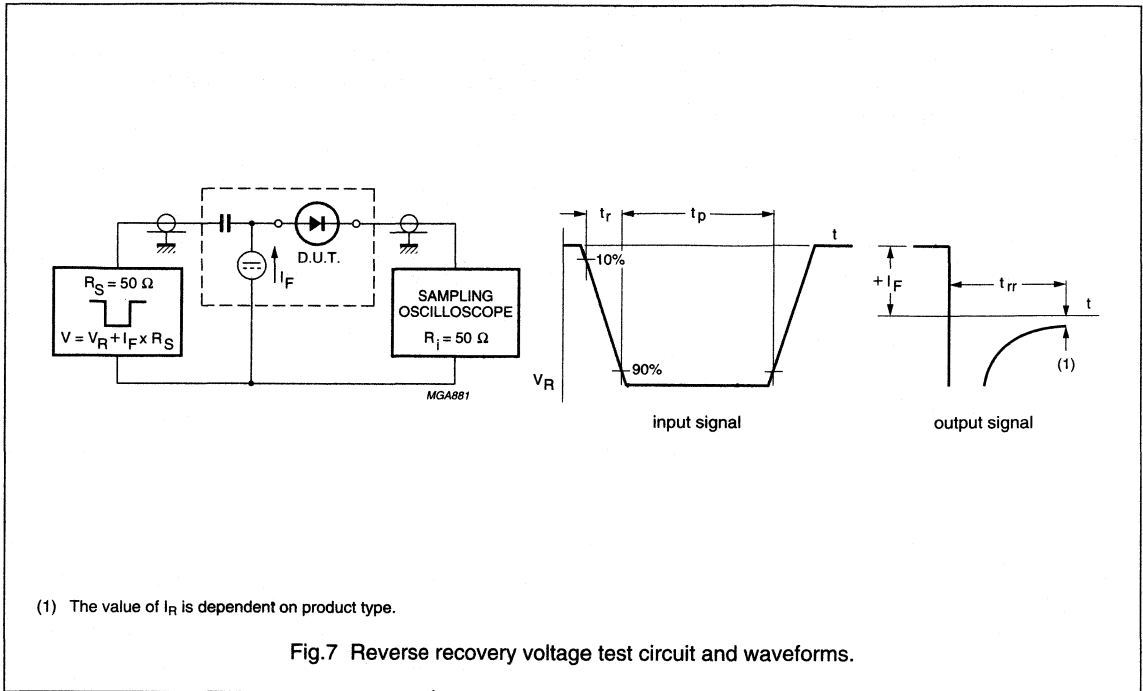 R_S = 50 Ω
V = V_R + I_F x R_S
D.U.T.
I_F
SAMPLING
OSCILLOSCOPE
R_i = 50 Ω
MGA881
t_r
t_p
t
10%
90%
V_R
input signal
+ I_F
t_rr
t
(1)
output signal
(1) The value of I_R is dependent on product type.
Fig.7 Reverse recovery voltage test circuit and waveforms.